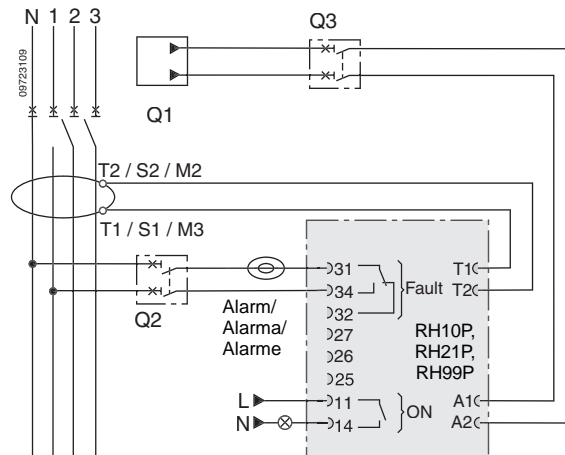 N 1 2 3
Q3
09723109
Q1
T2 / S2 / M2
T1 / S1 / M3
31 T1
34 Fault T2
32
Q2
Alarm/
Alarma/
Alarme
27
26
25
RH10P,
RH21P,
RH99P
L 11 A1
ON
N 14 A2